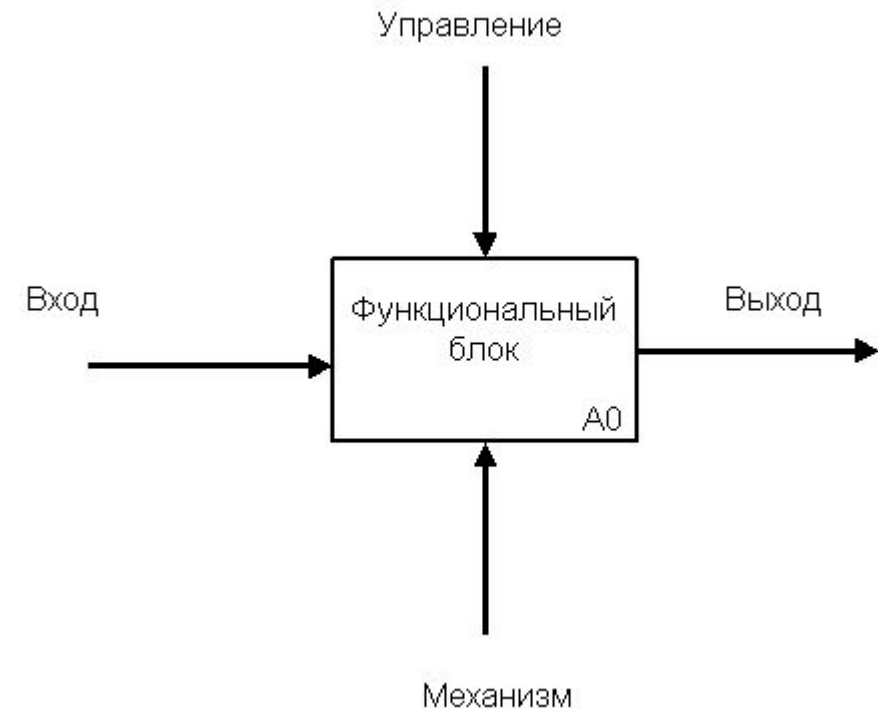 Управление
Вход
Функциональный
блок
Выход
A0
Механизм